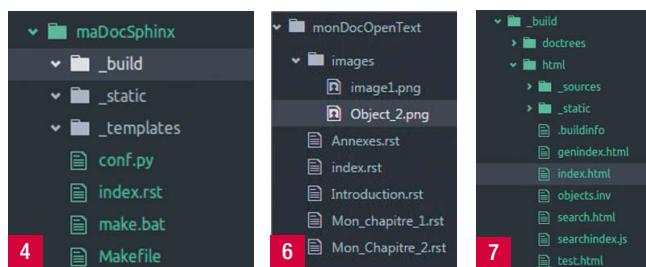 maDocSphinx
_build
_static
_templates
conf.py
index.rst
make.bat
Makefile
4
monDocOpenText
images
image1.png
Object_2.png
Annexes.rst
index.rst
Introduction.rst
Mon_chapitre_1.rst
Mon_Chapitre_2.rst
6
_build
doctrees
html
_sources
_static
.buildinfo
genindex.html
index.html
objects.inv
search.html
searchindex.js
test.html
7